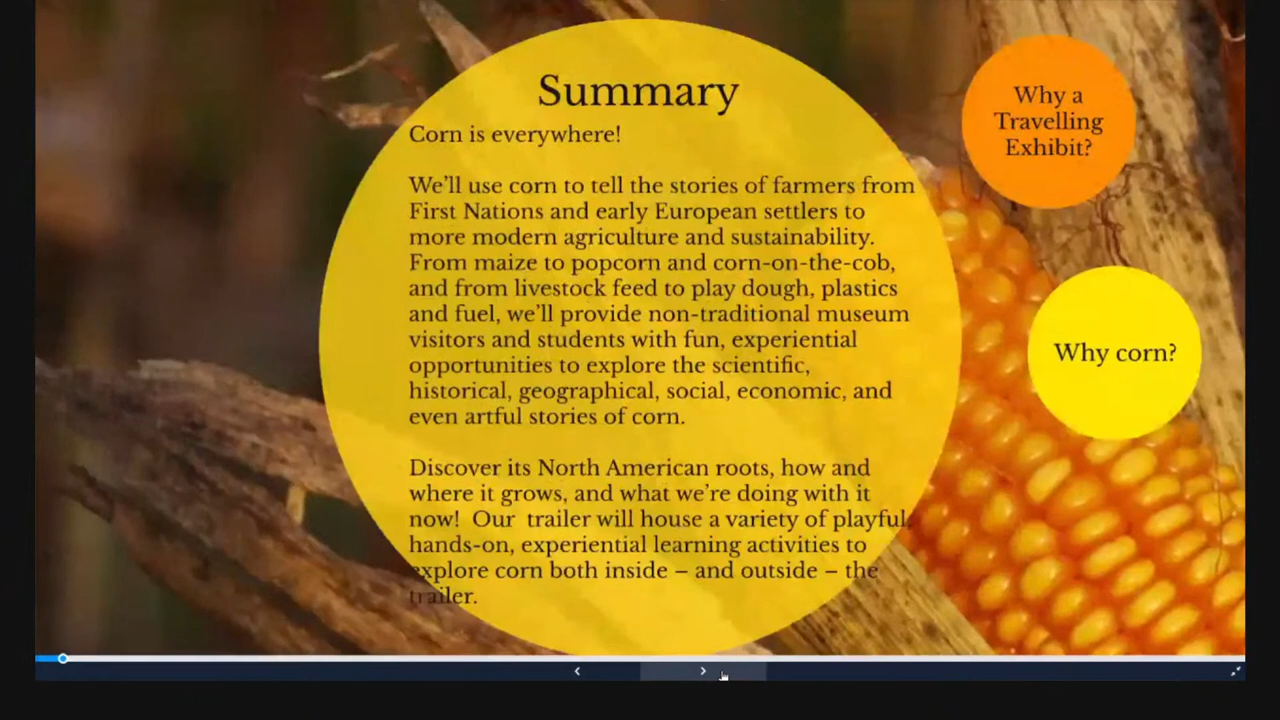 Summary
Corn is everywhere!
We'll use corn to tell the stories of farmers from
First Nations and early European settlers to
more modern agriculture and sustainability.
From maize to popcorn and corn-on-the-cob,
and from livestock feed to play dough, plastics
and fuel, we'll provide non-traditional museum
visitors and students with fun, experiential
opportunities to explore the scientific,
historical, geographical, social, economic, and
even artful stories of corn.
Discover its North American roots, how and
where it grows, and what we're doing with it
now!  Our  trailer will house a variety of playful,
hands-on, experiential learning activities to
explore corn both inside – and outside – the
trailer.
Why a
Travelling
Exhibit?
Why corn?